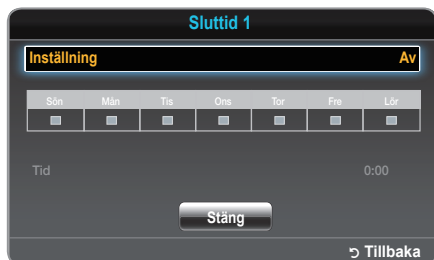 Sluttid 1
Inställning Av
Sön Mån Tis Ons Tor Fre Lör
Tid 0:00
Stäng
Tillbaka